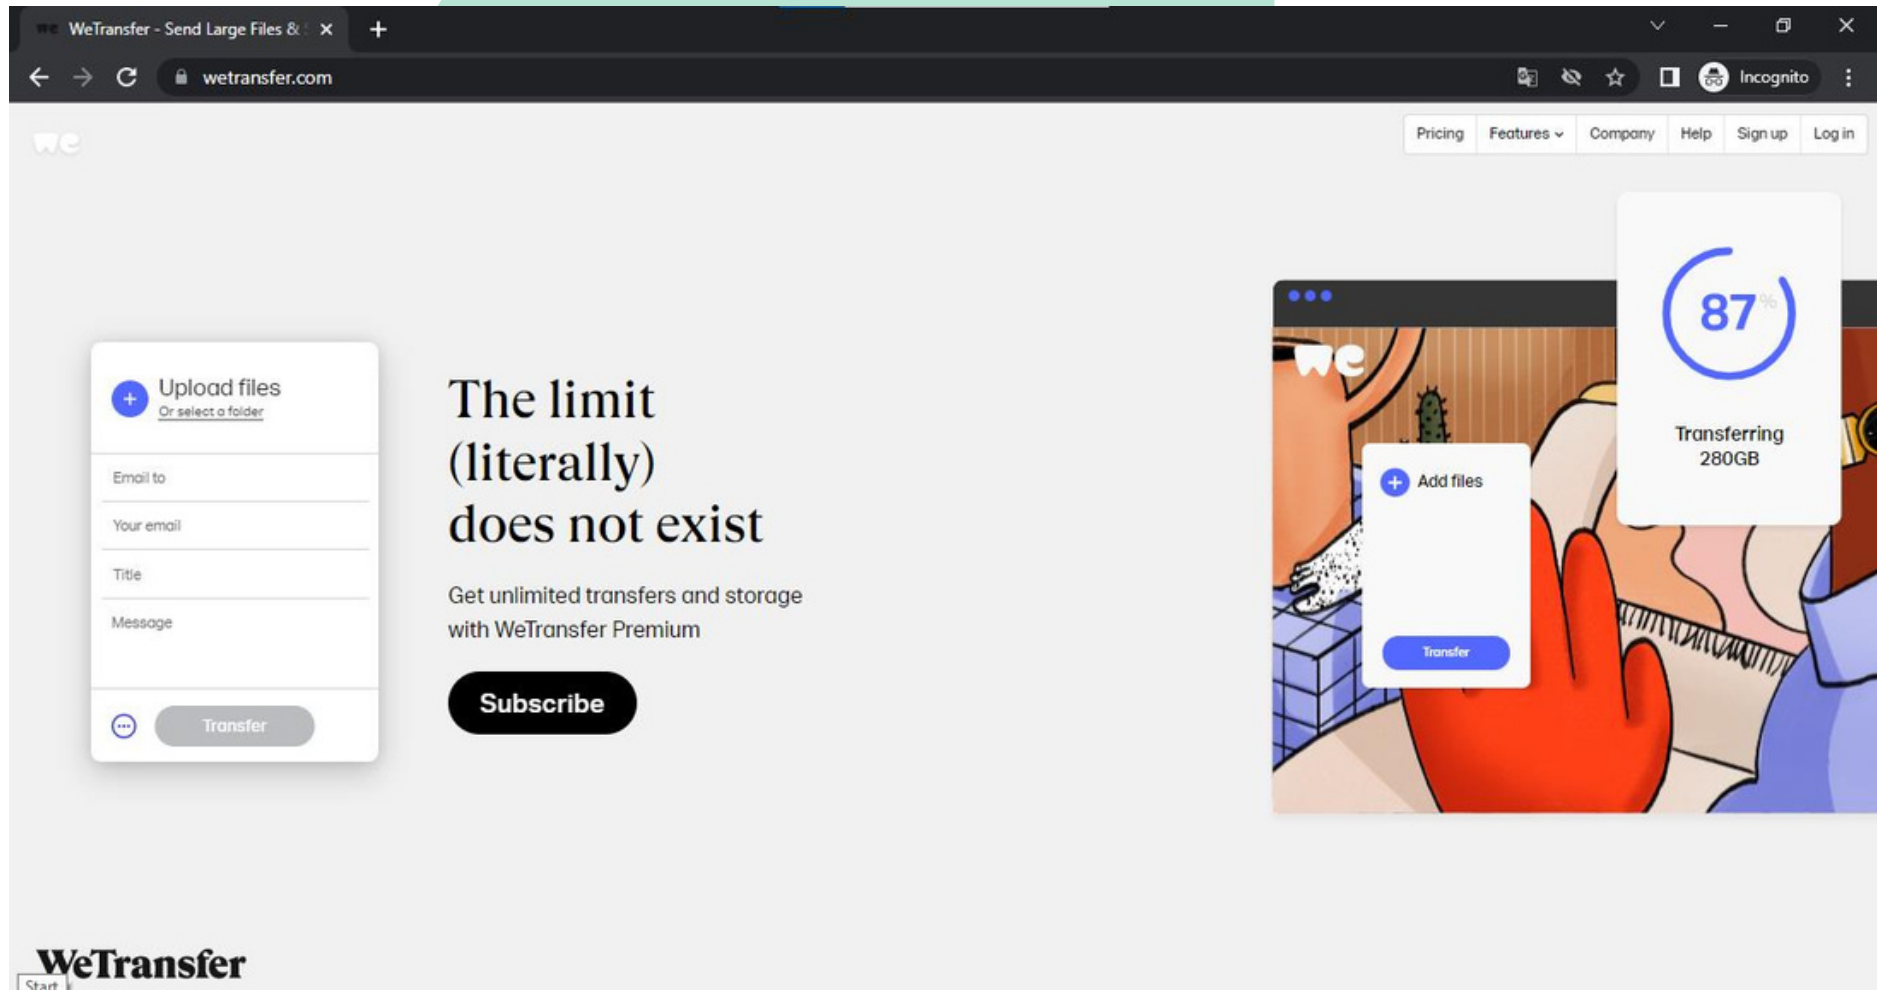 WeTransfer - Send Large Files & S
wetransfer.com
Incognito
we
Pricing
Features
Company
Help
Sign up
Log in
Upload files
Or select a folder
Email to
Your email
Title
Message
Transfer
The limit
(literally)
does not exist
Get unlimited transfers and storage
with WeTransfer Premium
Subscribe
we
Add files
Transfer
87%
Transferring
280GB
WeTransfer
Start